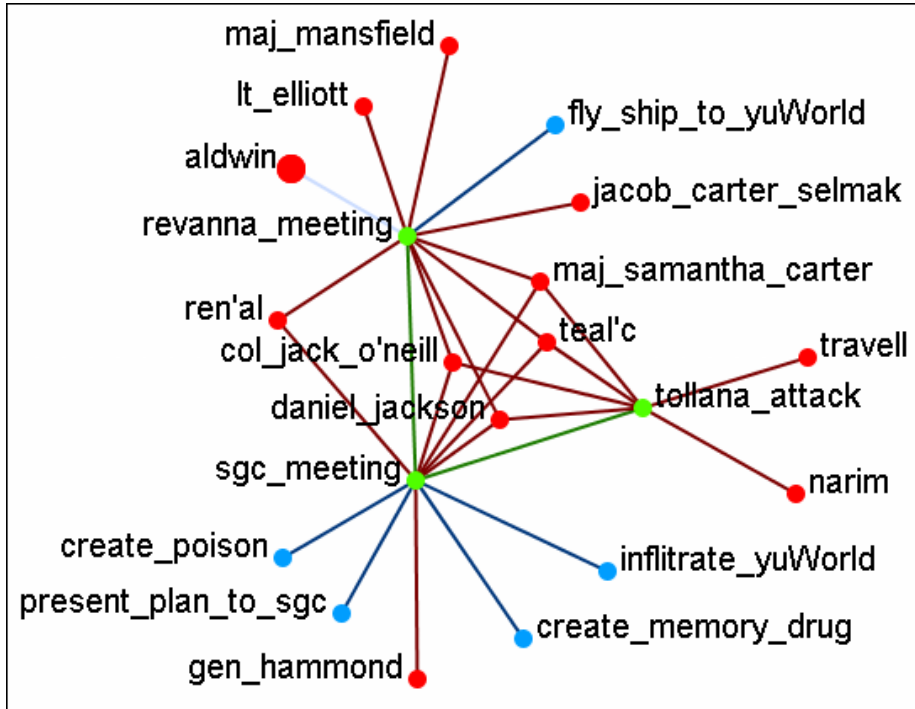 maj_mansfield
lt_elliott
fly_ship_to_yuWorld
aldwin
jacob_carter_selmak
revanna_meeting
maj_samantha_carter
ren'al
teal'c
col_jack_o'neill
travell
tollana_attack
daniel_jackson
sgc_meeting
narim
create_poison
inflitrate_yuWorld
present_plan_to_sgc
create_memory_drug
gen_hammond